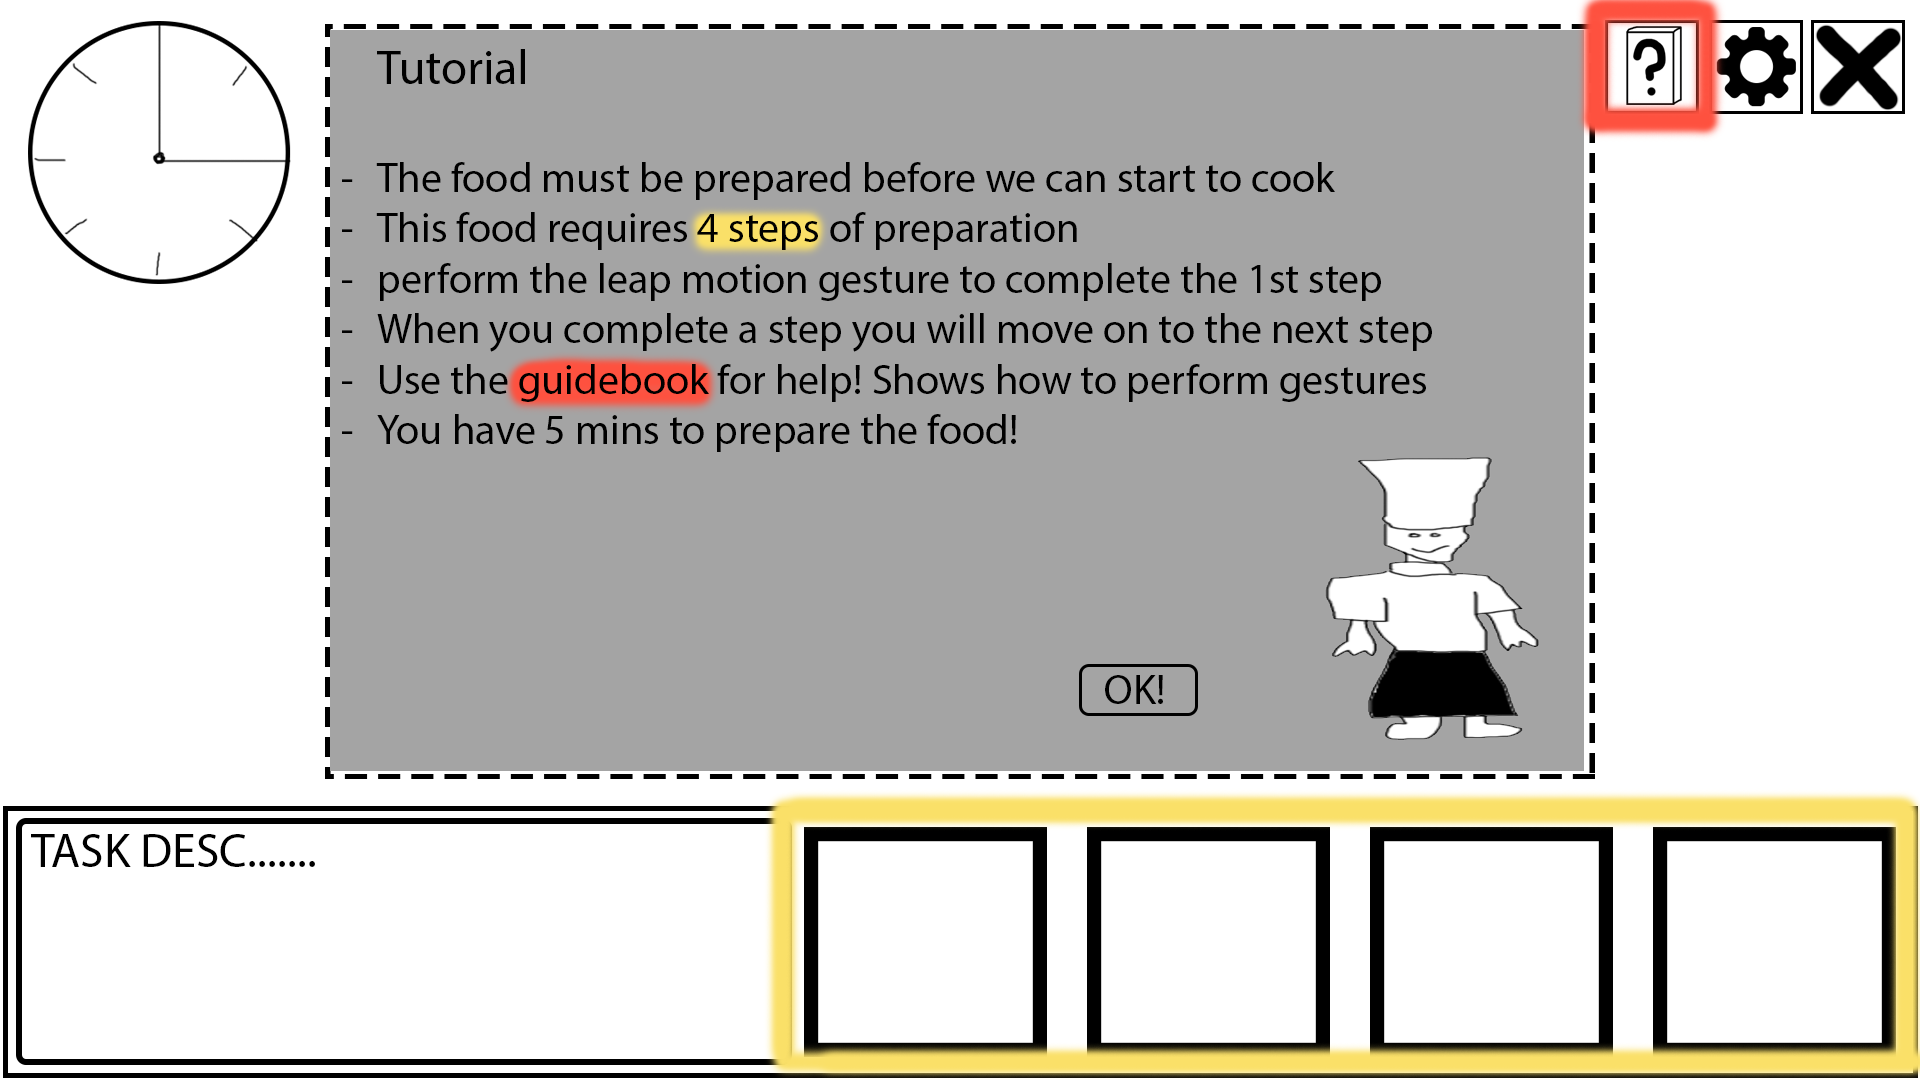 Tutorial
?
- The food must be prepared before we can start to cook
- This food requires 4 steps of preparation
- perform the leap motion gesture to complete the 1st step
- When you complete a step you will move on to the next step
- Use the guidebook for help! Shows how to perform gestures
- You have 5 mins to prepare the food!
OK!
TASK DESC.......